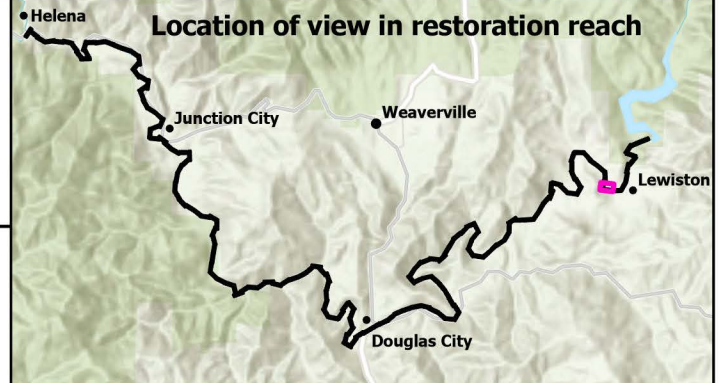 Location of view in restoration reach
Helena
Junction City
Weaverville
Lewiston
Douglas City